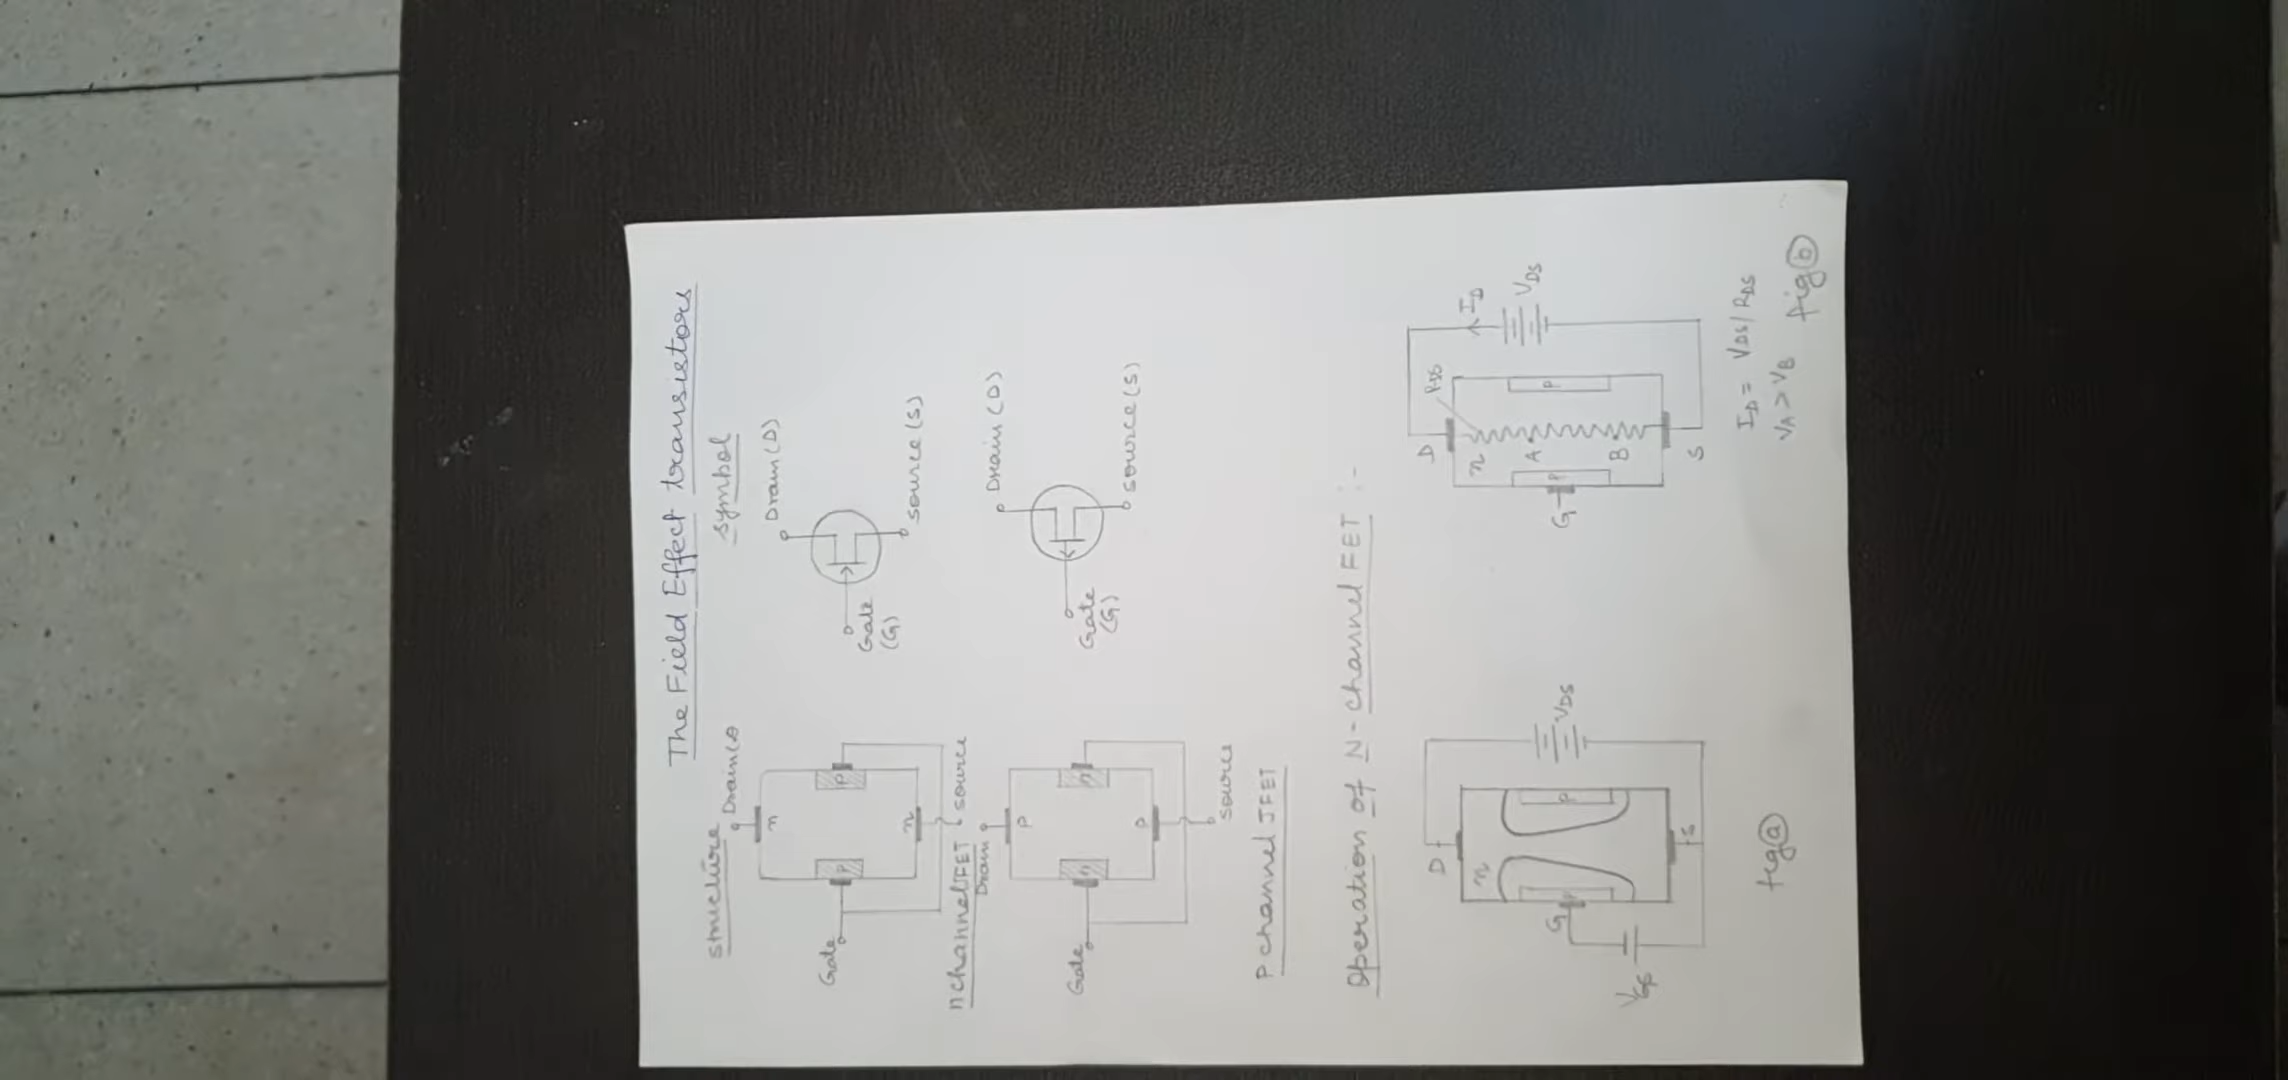 The Field Effect transistors
structure symbol
Drain(D Drain(D)
n
Gate P P Gate (G)
n source source(S)
n channel JFET
Drain Drain (D)
P
Gate n n Gate (G)
P source source(S)
P channel JFET
Operation of N-channel FET :-
D D RDS ID
n n
G P P VDS G P A P VDS
B
VGS S S
ID = VDS/RDS
VA > VB
fig (a) fig (b)